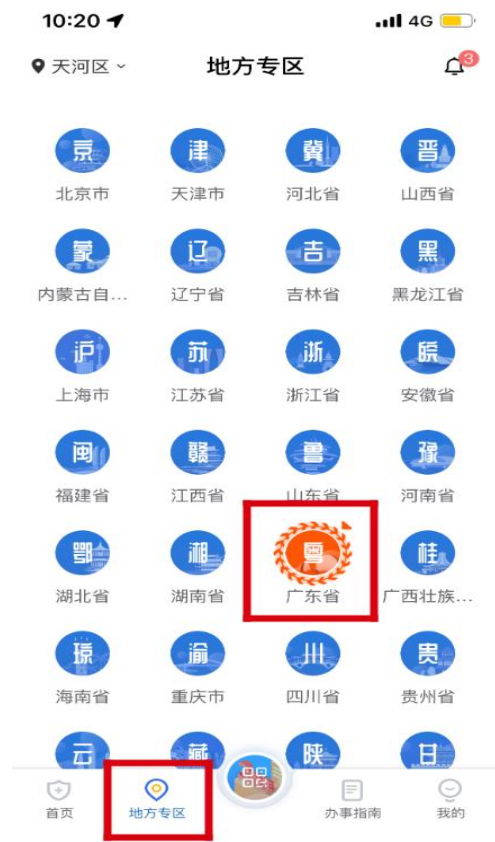 10:20 4G
天河区 地方专区 3
京 津 冀 晋
北京市 天津市 河北省 山西省
蒙 辽 吉 黑
内蒙古自... 辽宁省 吉林省 黑龙江省
沪 苏 浙 皖
上海市 江苏省 浙江省 安徽省
闽 赣 鲁 豫
福建省 江西省 山东省 河南省
鄂 湘 粤 桂
湖北省 湖南省 广东省 广西壮族...
琼 渝 川 贵
海南省 重庆市 四川省 贵州省
云 藏 陕 甘
首页 地方专区 办事指南 我的